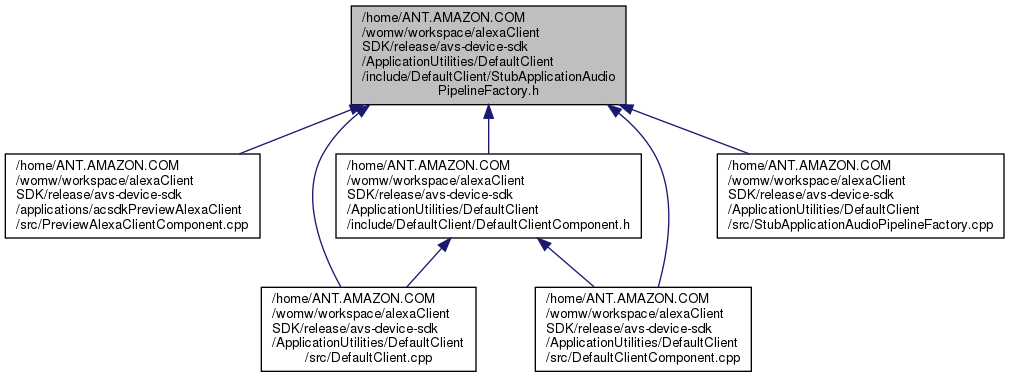 /home/ANT.AMAZON.COM
/womw/workspace/alexaClient
SDK/release/avs-device-sdk
/ApplicationUtilities/DefaultClient
/include/DefaultClient/StubApplicationAudio
PipelineFactory.h
/home/ANT.AMAZON.COM
/womw/workspace/alexaClient
SDK/release/avs-device-sdk
/applications/acsdkPreviewAlexaClient
/src/PreviewAlexaClientComponent.cpp
/home/ANT.AMAZON.COM
/womw/workspace/alexaClient
SDK/release/avs-device-sdk
/ApplicationUtilities/DefaultClient
/include/DefaultClient/DefaultClientComponent.h
/home/ANT.AMAZON.COM
/womw/workspace/alexaClient
SDK/release/avs-device-sdk
/ApplicationUtilities/DefaultClient
/src/StubApplicationAudioPipelineFactory.cpp
/home/ANT.AMAZON.COM
/womw/workspace/alexaClient
SDK/release/avs-device-sdk
/ApplicationUtilities/DefaultClient
/src/DefaultClient.cpp
/home/ANT.AMAZON.COM
/womw/workspace/alexaClient
SDK/release/avs-device-sdk
/ApplicationUtilities/DefaultClient
/src/DefaultClientComponent.cpp